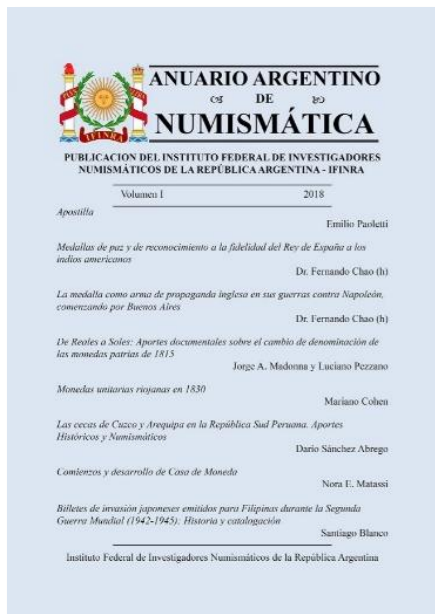 ANUARIO ARGENTINO
DE
NUMISMÁTICA
IFINRA
PUBLICACION DEL INSTITUTO FEDERAL DE INVESTIGADORES
NUMISMÁTICOS DE LA REPÚBLICA ARGENTINA - IFINRA
Volumen I 2018
Apostilla
Emilio Paoletti
Medallas de paz y de reconocimiento a la fidelidad del Rey de España a los
indios americanos
Dr. Fernando Chao (h)
La medalla como arma de propaganda inglesa en sus guerras contra Napoleón,
comenzando por Buenos Aires
Dr. Fernando Chao (h)
De Reales a Soles: Aportes documentales sobre el cambio de denominación de
las monedas patrias de 1815
Jorge A. Madonna y Luciano Pezzano
Monedas unitarias riojanas en 1830
Mariano Cohen
Las cecas de Cuzco y Arequipa en la República Sud Peruana. Aportes
Históricos y Numismáticos
Darío Sánchez Abrego
Comienzos y desarrollo de Casa de Moneda
Nora E. Matassi
Billetes de invasión japoneses emitidos para Filipinas durante la Segunda
Guerra Mundial (1942-1945): Historia y catalogación
Santiago Blanco
Instituto Federal de Investigadores Numismáticos de la República Argentina